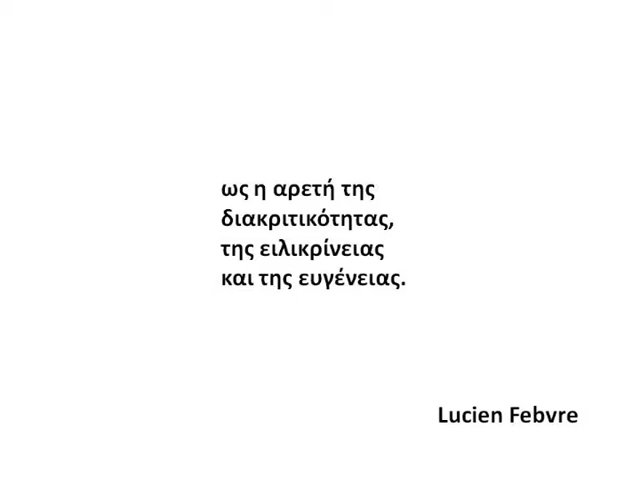 ως η αρετή της
διακριτικότητας,
της ειλικρίνειας
και της ευγένειας.
Lucien Febvre